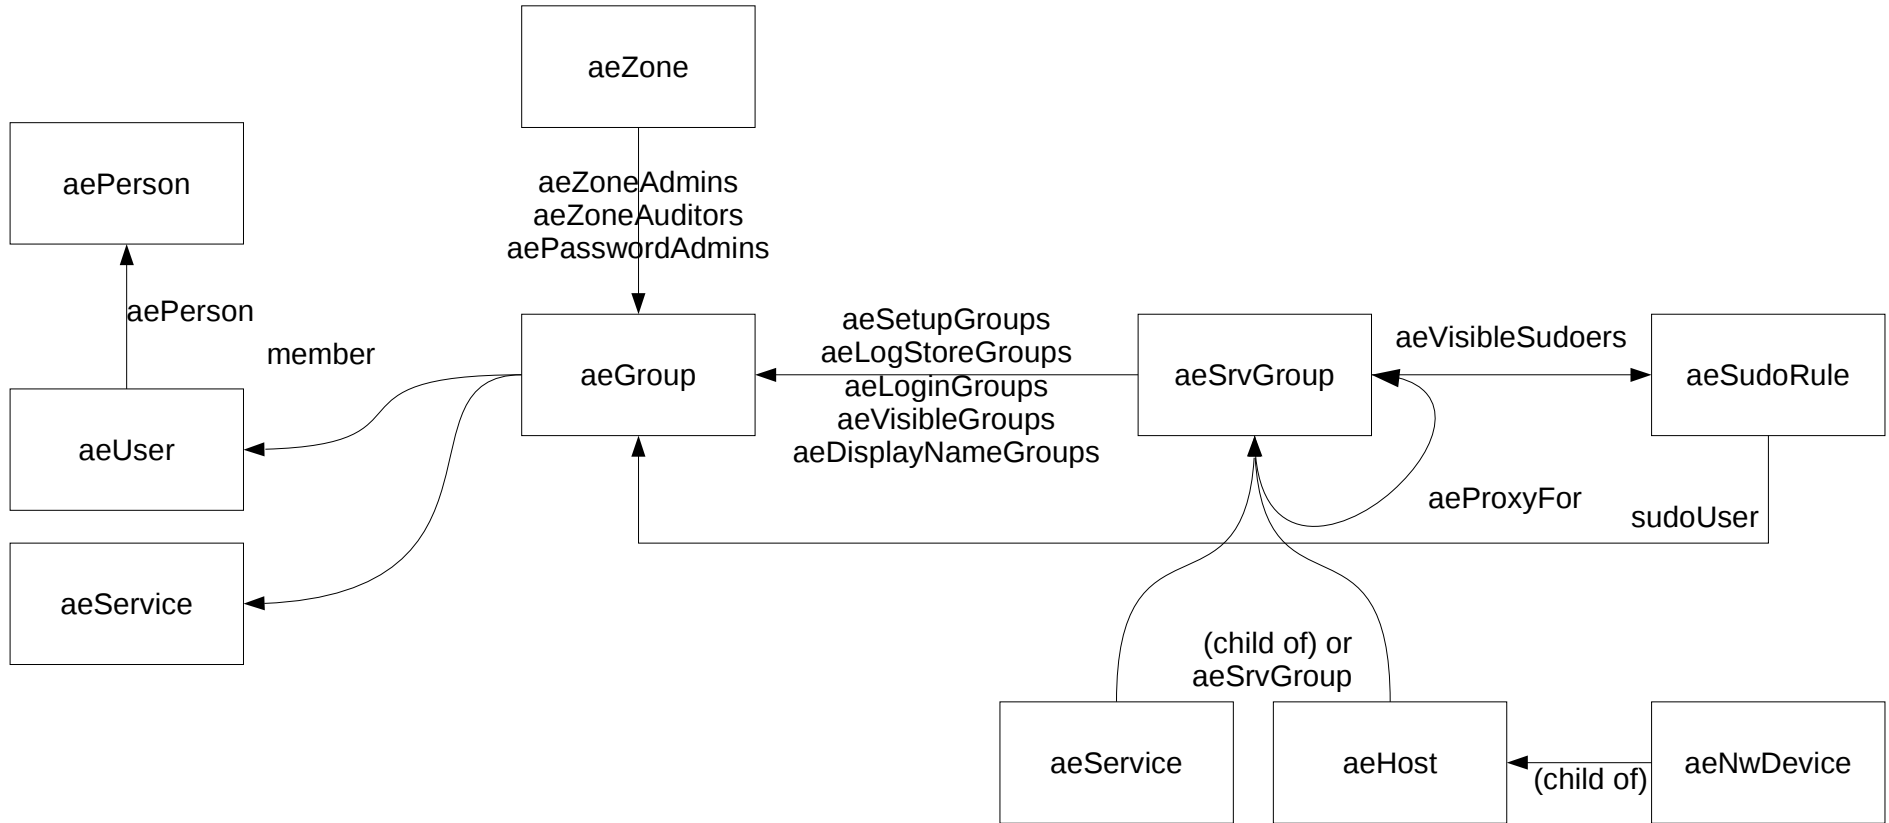 aeZone
aePerson
aeZoneAdmins
aeZoneAuditors
aePasswordAdmins
aePerson
member
aeSetupGroups
aeLogStoreGroups
aeLoginGroups
aeVisibleGroups
aeDisplayNameGroups
aeVisibleSudoers
aeGroup
aeSrvGroup
aeSudoRule
aeUser
aeProxyFor
sudoUser
aeService
(child of) or
aeSrvGroup
aeService
aeHost
(child of)
aeNwDevice